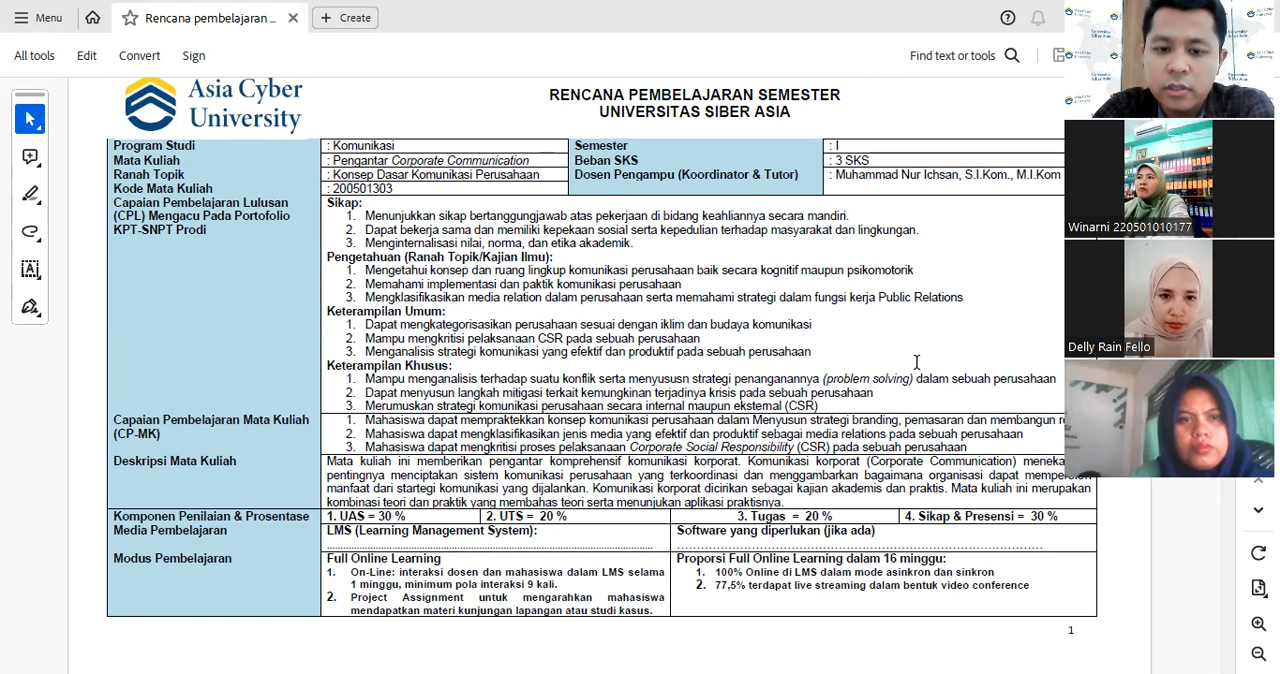 Menu
Rencana pembelajaran ...
Create
All tools Edit Convert Sign
Find text or tools
Asia Cyber
University
RENCANA PEMBELAJARAN SEMESTER
UNIVERSITAS SIBER ASIA
Program Studi : Komunikasi Semester : I
Mata Kuliah : Pengantar Corporate Communication Beban SKS : 3 SKS
Ranah Topik : Konsep Dasar Komunikasi Perusahaan Dosen Pengampu (Koordinator & Tutor) : Muhammad Nur Ichsan, S.I.Kom., M.I.Kom
Kode Mata Kuliah : 200501303
Capaian Pembelajaran Lulusan
(CPL) Mengacu Pada Portofolio
KPT-SNPT Prodi
Sikap:
1. Menunjukkan sikap bertanggungjawab atas pekerjaan di bidang keahliannya secara mandiri.
2. Dapat bekerja sama dan memiliki kepekaan sosial serta kepedulian terhadap masyarakat dan lingkungan.
3. Menginternalisasi nilai, norma, dan etika akademik.
Pengetahuan (Ranah Topik/Kajian Ilmu):
1. Mengetahui konsep dan ruang lingkup komunikasi perusahaan baik secara kognitif maupun psikomotorik
2. Memahami implementasi dan paktik komunikasi perusahaan
3. Mengklasifikasikan media relation dalam perusahaan serta memahami strategi dalam fungsi kerja Public Relations
Keterampilan Umum:
1. Dapat mengkategorisasikan perusahaan sesuai dengan iklim dan budaya komunikasi
2. Mampu mengkritisi pelaksanaan CSR pada sebuah perusahaan
3. Menganalisis strategi komunikasi yang efektif dan produktif pada sebuah perusahaan
Keterampilan Khusus:
1. Mampu menganalisis terhadap suatu konflik serta menyususn strategi penanganannya (problem solving) dalam sebuah perusahaan
2. Dapat menyusun langkah mitigasi terkait kemungkinan terjadinya krisis pada perusahaan
3. Merumuskan strategi komunikasi perusahaan secara internal maupun eksternal (CSR)
Capaian Pembelajaran Mata Kuliah
(CP-MK)
1. Mahasiswa dapat mempraktekkan konsep komunikasi perusahaan dalam Menyusun strategi branding, pemasaran dan membangun
2. Mahasiswa dapat mengklasifikasikan jenis media yang efektif dan produktif sebagai media relations pada sebuah perusahaan
3. Mahasiswa dapat mengkritisi proses pelaksanaan Corporate Social Responsibility (CSR) pada sebuah perusahaan
Deskripsi Mata Kuliah
Mata kuliah ini memberikan pengantar komprehensif komunikasi korporat. Komunikasi korporat (Corporate Communication)
pentingnya menciptakan sistem komunikasi perusahaan yang terkoordinasi dan menggambarkan bagaimana organisasi dapat
manfaat dari startegi komunikasi yang dijalankan. Komunikasi korporat dicirikan sebagai kajian akademis dan praktis. Mata kuliah ini merupakan
kombinasi teori dan praktik yang membahas teori serta menunjukan aplikasi praktisnya.
Komponen Penilaian & Prosentase 1. UAS = 30 % 2. UTS = 20 % 3. Tugas = 20 % 4. Sikap & Presensi = 30 %
Media Pembelajaran LMS (Learning Management System): Software yang diperlukan (jika ada)
Modus Pembelajaran
Full Online Learning
1. On-Line: interaksi dosen dan mahasiswa dalam LMS selama
1 minggu, minimum pola interaksi 9 kali.
2. Project Assignment untuk mengarahkan mahasiswa
mendapatkan materi kunjungan lapangan atau studi kasus.
Proporsi Full Online Learning dalam 16 minggu:
1. 100% Online di LMS dalam mode asinkron dan sinkron
2. 77,5% terdapat live streaming dalam bentuk video conference
1
Winarni 220501010177
Delly Rain Fello